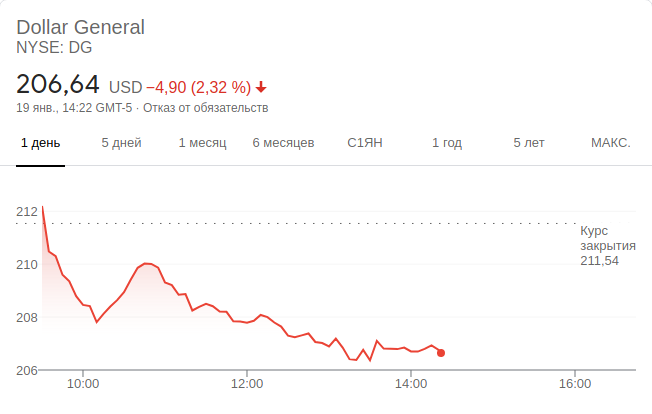 Dollar General
NYSE: DG
206,64 USD −4,90 (2,32 %)
19 янв., 14:22 GMT-5 · Отказ от обязательств
1 день 5 дней 1 месяц 6 месяцев С1ЯН 1 год 5 лет МАКС.
212
Курс
закрытия
211,54
210
208
206
10:00 12:00 14:00 16:00